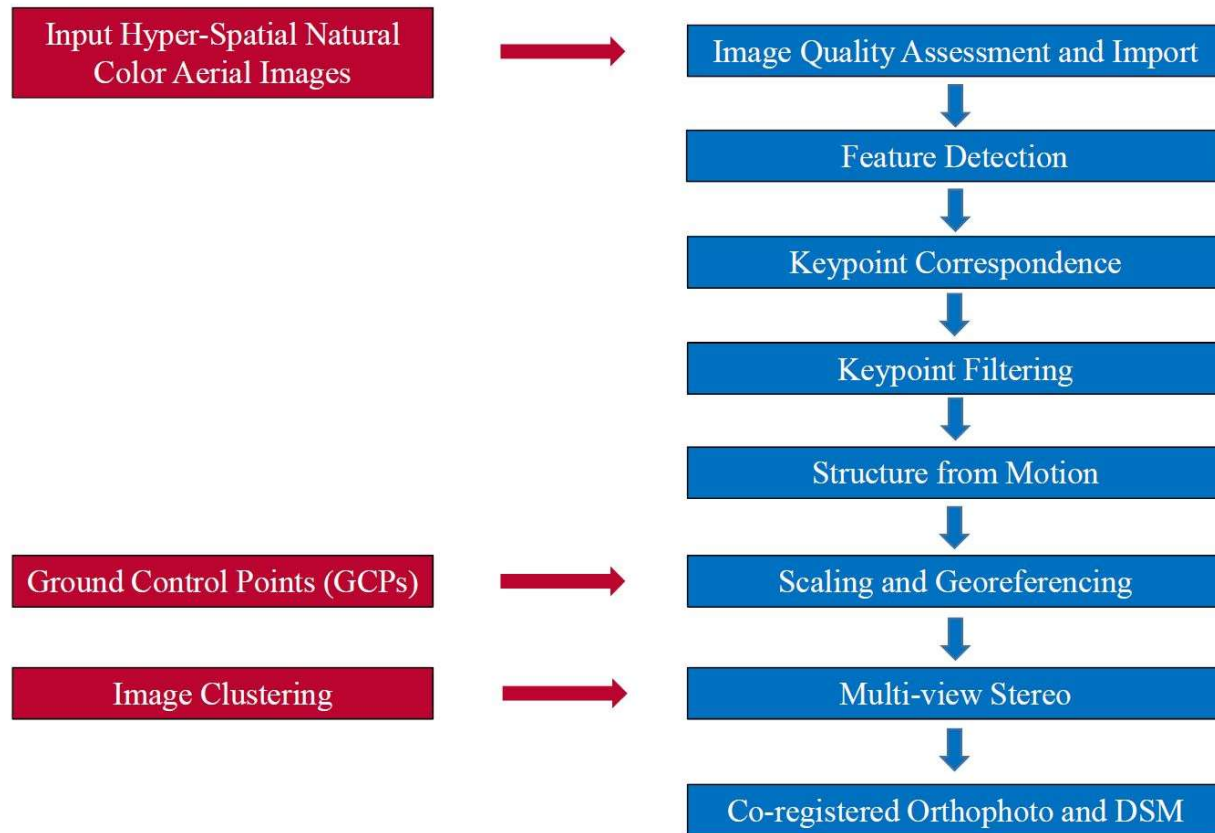 Input Hyper-Spatial Natural
Color Aerial Images
Image Quality Assessment and Import
Feature Detection
Keypoint Correspondence
Keypoint Filtering
Structure from Motion
Ground Control Points (GCPs)
Scaling and Georeferencing
Image Clustering
Multi-view Stereo
Co-registered Orthophoto and DSM